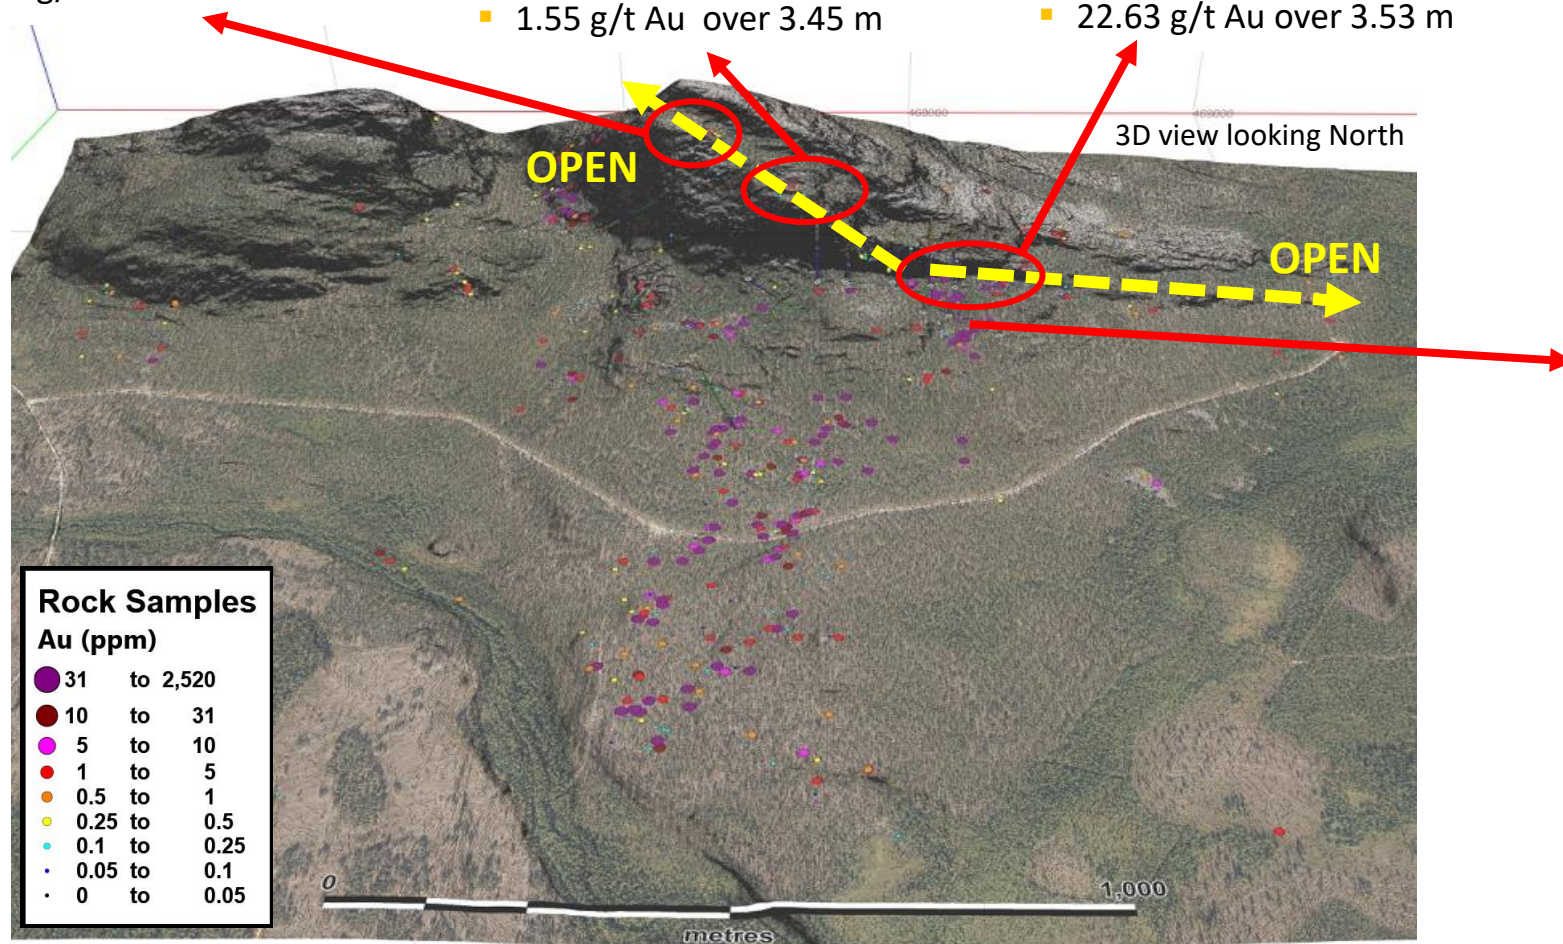 1.55 g/t Au over 3.45 m
22.63 g/t Au over 3.53 m
469000
3D view looking North
OPEN
OPEN
Rock Samples
Au (ppm)
31 to 2,520
10 to 31
5 to 10
1 to 5
0.5 to 1
0.25 to 0.5
0.1 to 0.25
0.05 to 0.1
0 to 0.05
0 1,000
metres